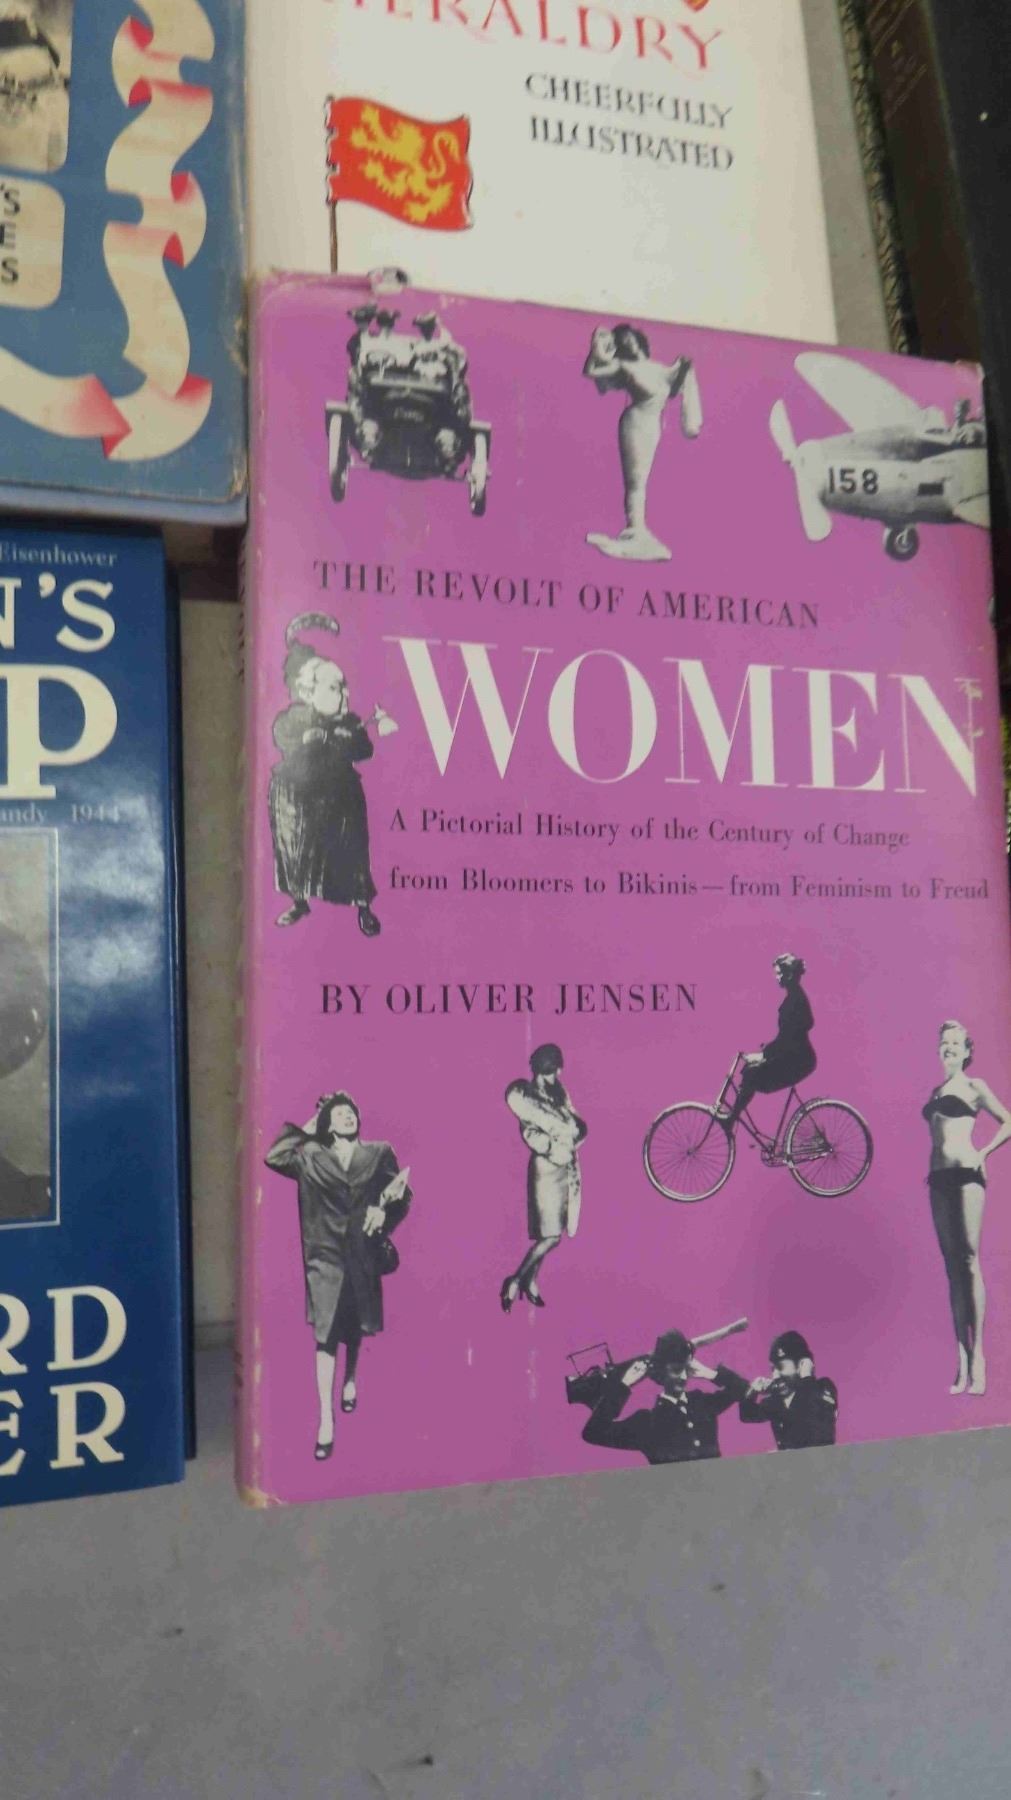 HERALDRY
CHEERFULLY
ILLUSTRATED
'S
E
S
158
THE REVOLT OF AMERICAN
WOMEN
A Pictorial History of the Century of Change
from Bloomers to Bikinis — from Feminism to Freud
BY OLIVER JENSEN
Eisenhower
N'S
P
andy 1944
RD
ER